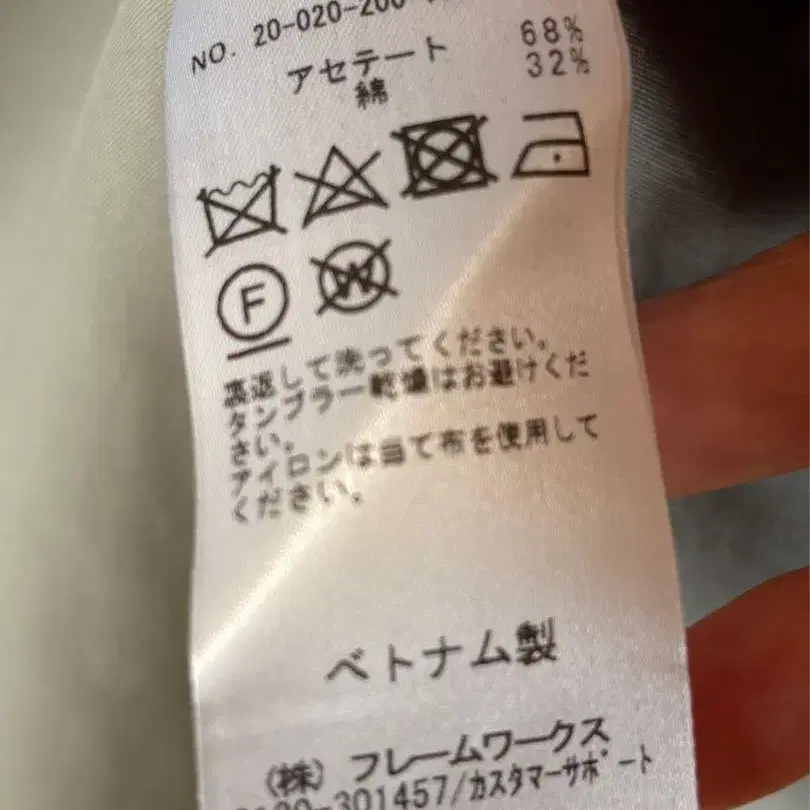 NO. 20-020-200
アセテート 68%
綿 32%
F
W
裏返して洗ってください。
タンブラー乾燥はお避けくだ
さい。
アイロンは当て布を使用して
ください。
ベトナム製
(株) フレームワークス
301457/カスタマーサポート